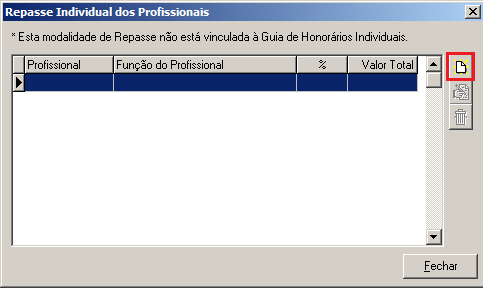 Repasse Individual dos Profissionais
* Esta modalidade de Repasse não está vinculada à Guia de Honorários Individuais.
Profissional Função do Profissional % Valor Total
Fechar